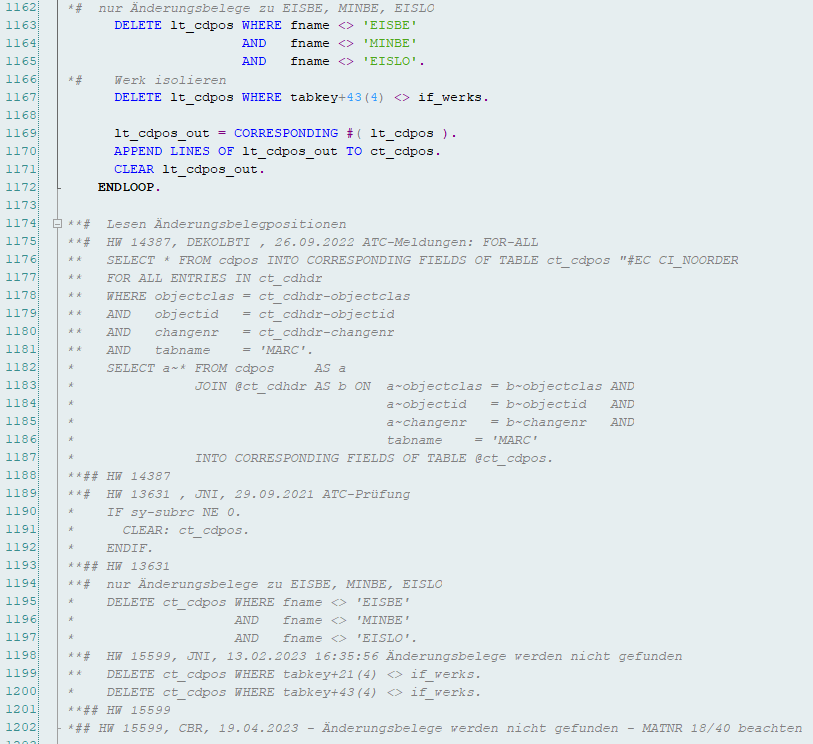 1162 *#  nur Änderungsbelege zu EISBE, MINBE, EISLO
1163       DELETE lt_cdpos WHERE fname <> 'EISBE'
1164                       AND   fname <> 'MINBE'
1165                       AND   fname <> 'EISLO'.
1166 *#    Werk isolieren
1167       DELETE lt_cdpos WHERE tabkey+43(4) <> if_werks.
1168
1169       lt_cdpos_out = CORRESPONDING #( lt_cdpos ).
1170       APPEND LINES OF lt_cdpos_out TO ct_cdpos.
1171       CLEAR lt_cdpos_out.
1172     ENDLOOP.
1173
1174 **#  Lesen Änderungsbelegpositionen
1175 **#  HW 14387, DEKOLBTI , 26.09.2022 ATC-Meldungen: FOR-ALL
1176 **   SELECT * FROM cdpos INTO CORRESPONDING FIELDS OF TABLE ct_cdpos "#EC CI_NOORDER
1177 **   FOR ALL ENTRIES IN ct_cdhdr
1178 **   WHERE objectclas = ct_cdhdr-objectclas
1179 **   AND   objectid   = ct_cdhdr-objectid
1180 **   AND   changenr   = ct_cdhdr-changenr
1181 **   AND   tabname    = 'MARC'.
1182 *    SELECT a~* FROM cdpos     AS a
1183 *               JOIN @ct_cdhdr AS b ON  a~objectclas = b~objectclas AND
1184 *                                       a~objectid   = b~objectid   AND
1185 *                                       a~changenr   = b~changenr   AND
1186 *                                       tabname    = 'MARC'
1187 *               INTO CORRESPONDING FIELDS OF TABLE @ct_cdpos.
1188 **## HW 14387
1189 **#  HW 13631 , JNI, 29.09.2021 ATC-Prüfung
1190 *    IF sy-subrc NE 0.
1191 *      CLEAR: ct_cdpos.
1192 *    ENDIF.
1193 **## HW 13631
1194 **#  nur Änderungsbelege zu EISBE, MINBE, EISLO
1195 *    DELETE ct_cdpos WHERE fname <> 'EISBE'
1196 *                    AND   fname <> 'MINBE'
1197 *                    AND   fname <> 'EISLO'.
1198 **#  HW 15599, JNI, 13.02.2023 16:35:56 Änderungsbelege werden nicht gefunden
1199 **   DELETE ct_cdpos WHERE tabkey+21(4) <> if_werks.
1200 *    DELETE ct_cdpos WHERE tabkey+43(4) <> if_werks.
1201 **## HW 15599
1202 *## HW 15599, CBR, 19.04.2023 - Änderungsbelege werden nicht gefunden - MATNR 18/40 beachten